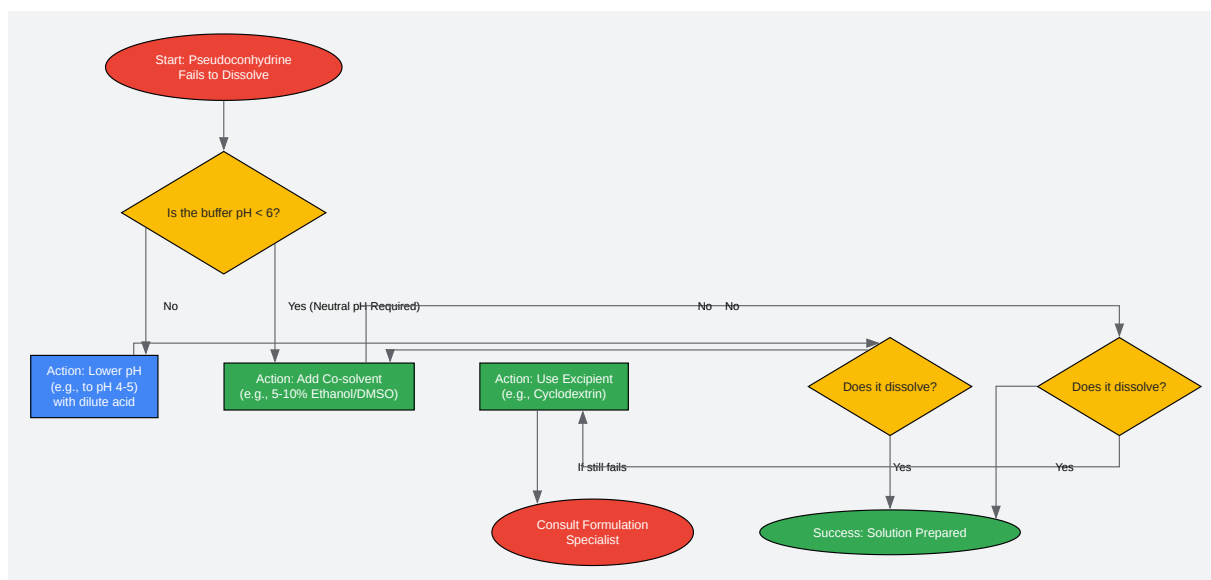 Start: Pseudoconhydrine
Fails to Dissolve
Is the buffer pH < 6?
No
Yes (Neutral pH Required)
No
No
Action: Lower pH
(e.g., to pH 4-5)
with dilute acid
Action: Add Co-solvent
(e.g., 5-10% Ethanol/DMSO)
Action: Use Excipient
(e.g., Cyclodextrin)
Does it dissolve?
Does it dissolve?
If still fails
Yes
Yes
Consult Formulation
Specialist
Success: Solution Prepared